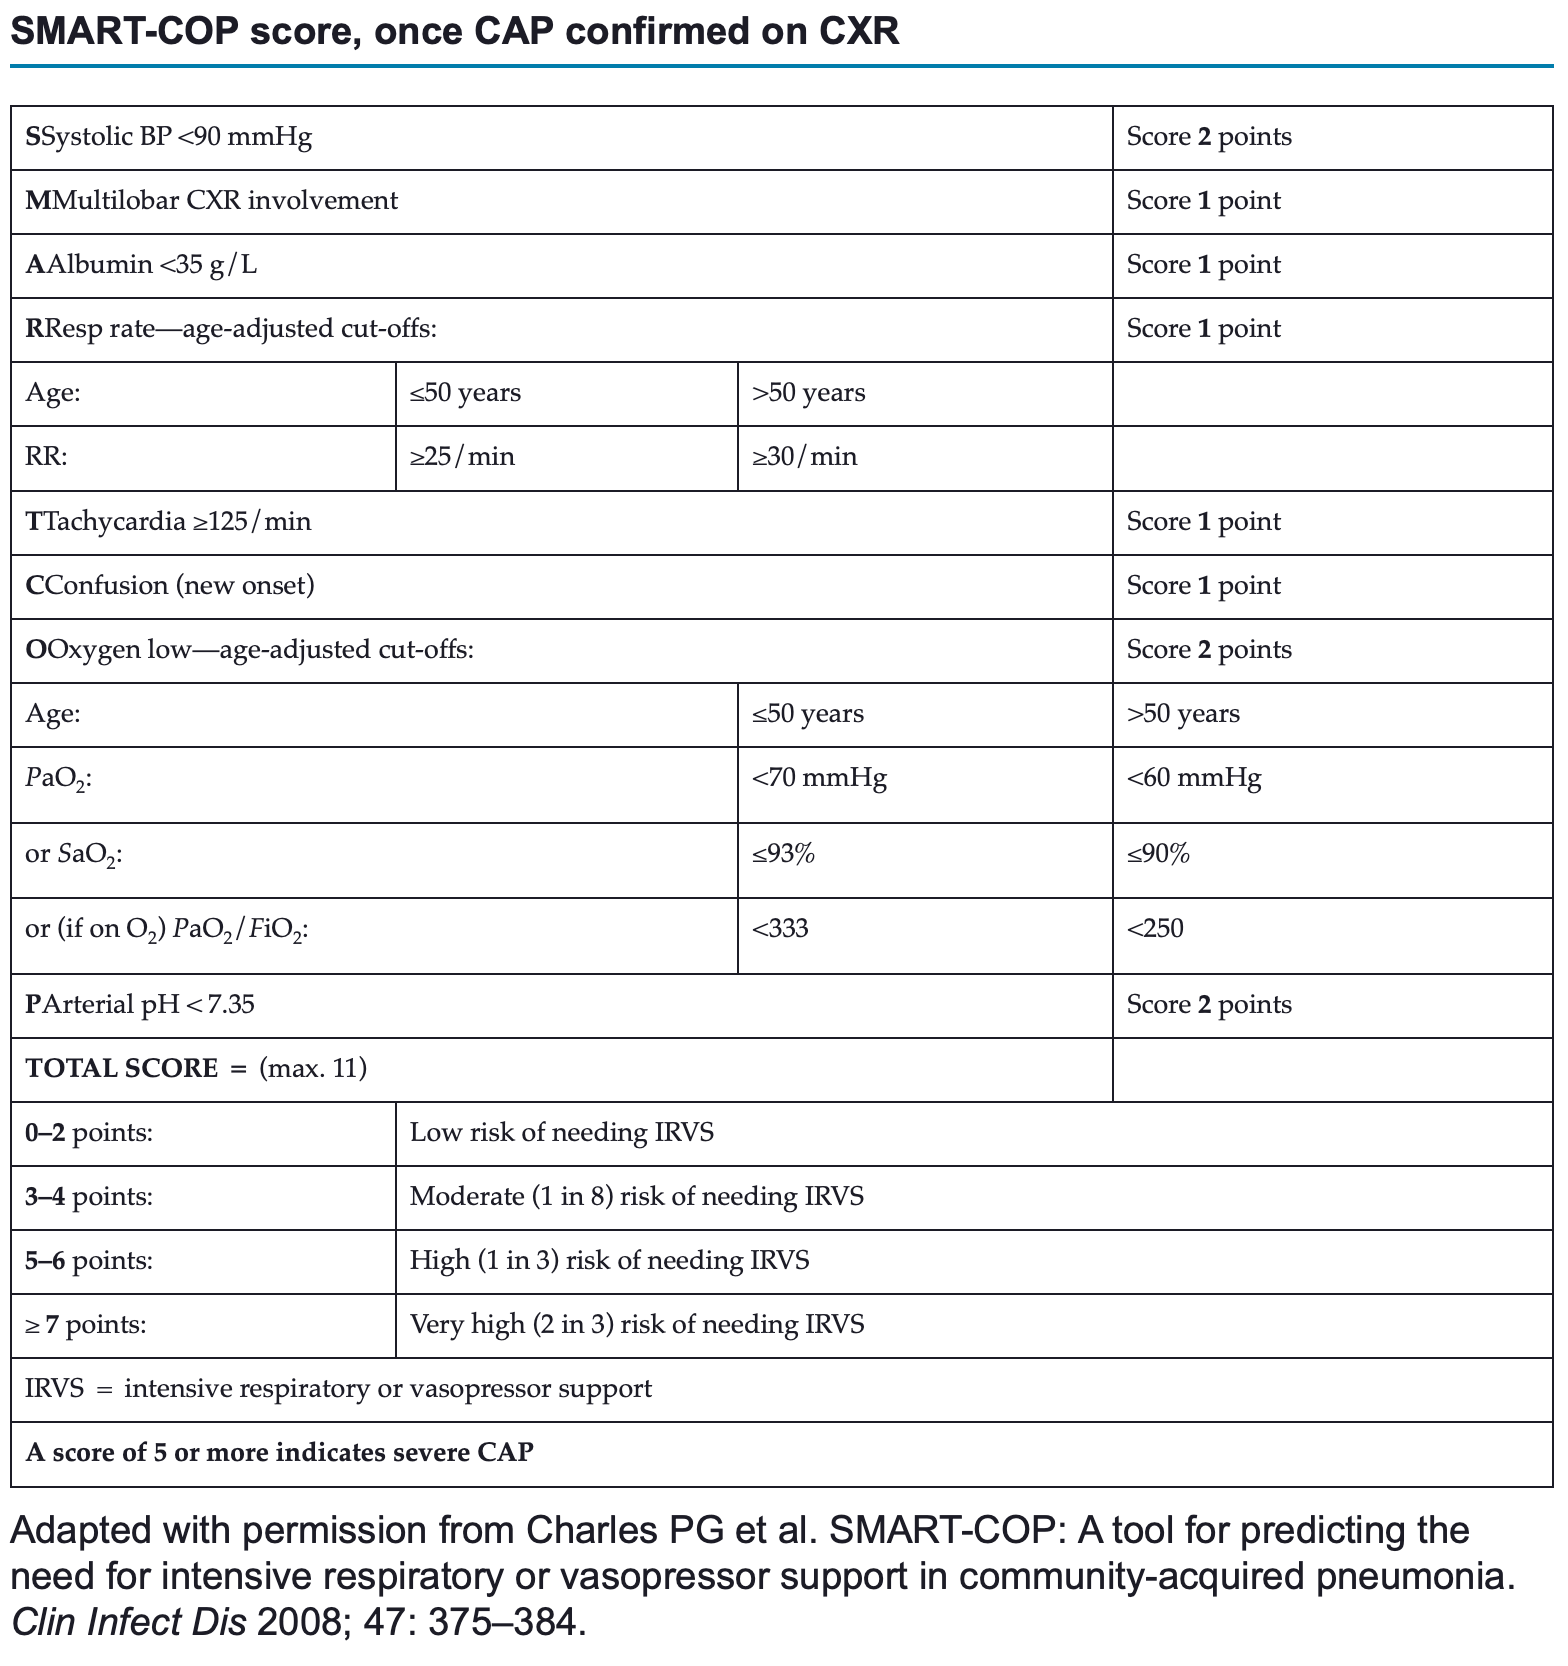 SMART-COP score, once CAP confirmed on CXR
SSystolic BP <90 mmHg Score 2 points
MMultilobar CXR involvement Score 1 point
AAlbumin <35 g/L Score 1 point
RResp rate—age-adjusted cut-offs: Score 1 point
Age: ≤50 years >50 years
RR: ≥25/min ≥30/min
TTachycardia ≥125/min Score 1 point
CConfusion (new onset) Score 1 point
OOxygen low—age-adjusted cut-offs: Score 2 points
Age: ≤50 years >50 years
PaO₂: <70 mmHg <60 mmHg
or SaO₂: ≤93% ≤90%
or (if on O₂) PaO₂/FiO₂: <333 <250
PArterial pH < 7.35 Score 2 points
TOTAL SCORE = (max. 11)
0–2 points: Low risk of needing IRVS
3–4 points: Moderate (1 in 8) risk of needing IRVS
5–6 points: High (1 in 3) risk of needing IRVS
≥ 7 points: Very high (2 in 3) risk of needing IRVS
IRVS = intensive respiratory or vasopressor support
A score of 5 or more indicates severe CAP
Adapted with permission from Charles PG et al. SMART-COP: A tool for predicting the
need for intensive respiratory or vasopressor support in community-acquired pneumonia.
Clin Infect Dis 2008; 47: 375–384.